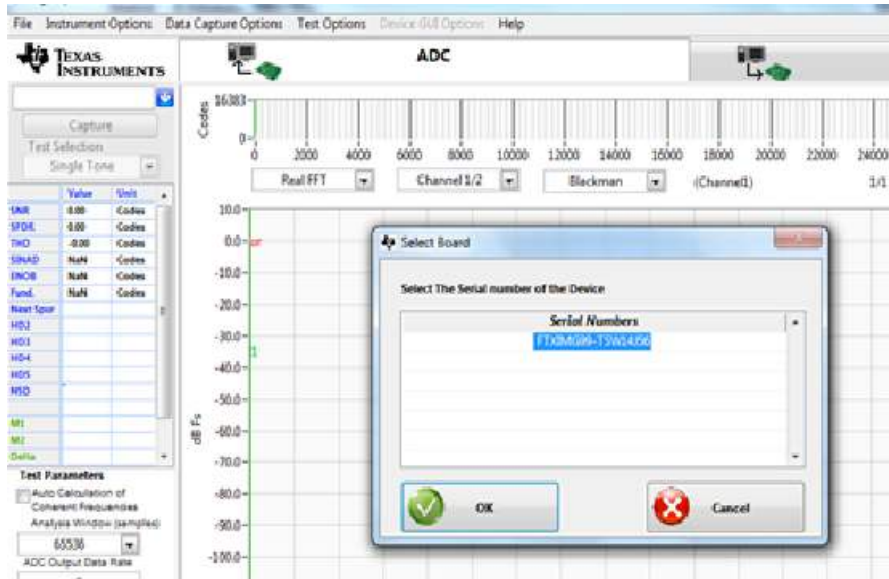 File Instrument Options Data Capture Options Test Options Device GUI Options Help
TEXAS INSTRUMENTS
ADC
Capture
Test Selection
Single Tone
Value Unit
SNR 0.00 Codes
SFDR. 0.00 Codes
THD -0.00 Codes
SINAD NaN Codes
ENOB NaN Codes
Fund. NaN Codes
Next Spur
HD2
HD3
HD4
HD5
NSD
M1
M2
Delta
Test Parameters
Auto Calculation of
Coherent Frequencies
Analysis Window (samples)
65536
ADC Output Data Rate
Codes
16383
0
0 2000 4000 6000 8000 10000 12000 14000 16000 18000 20000 22000 24000
Real FFT Channel 1/2 Blackman (Channel1) 1/1
dB Fs
10.0
0.0
-10.0
-20.0
-30.0
-40.0
-50.0
-60.0
-70.0
-80.0
-90.0
-100.0
Select Board
Select The Serial number of the Device
Serial Numbers
OK Cancel